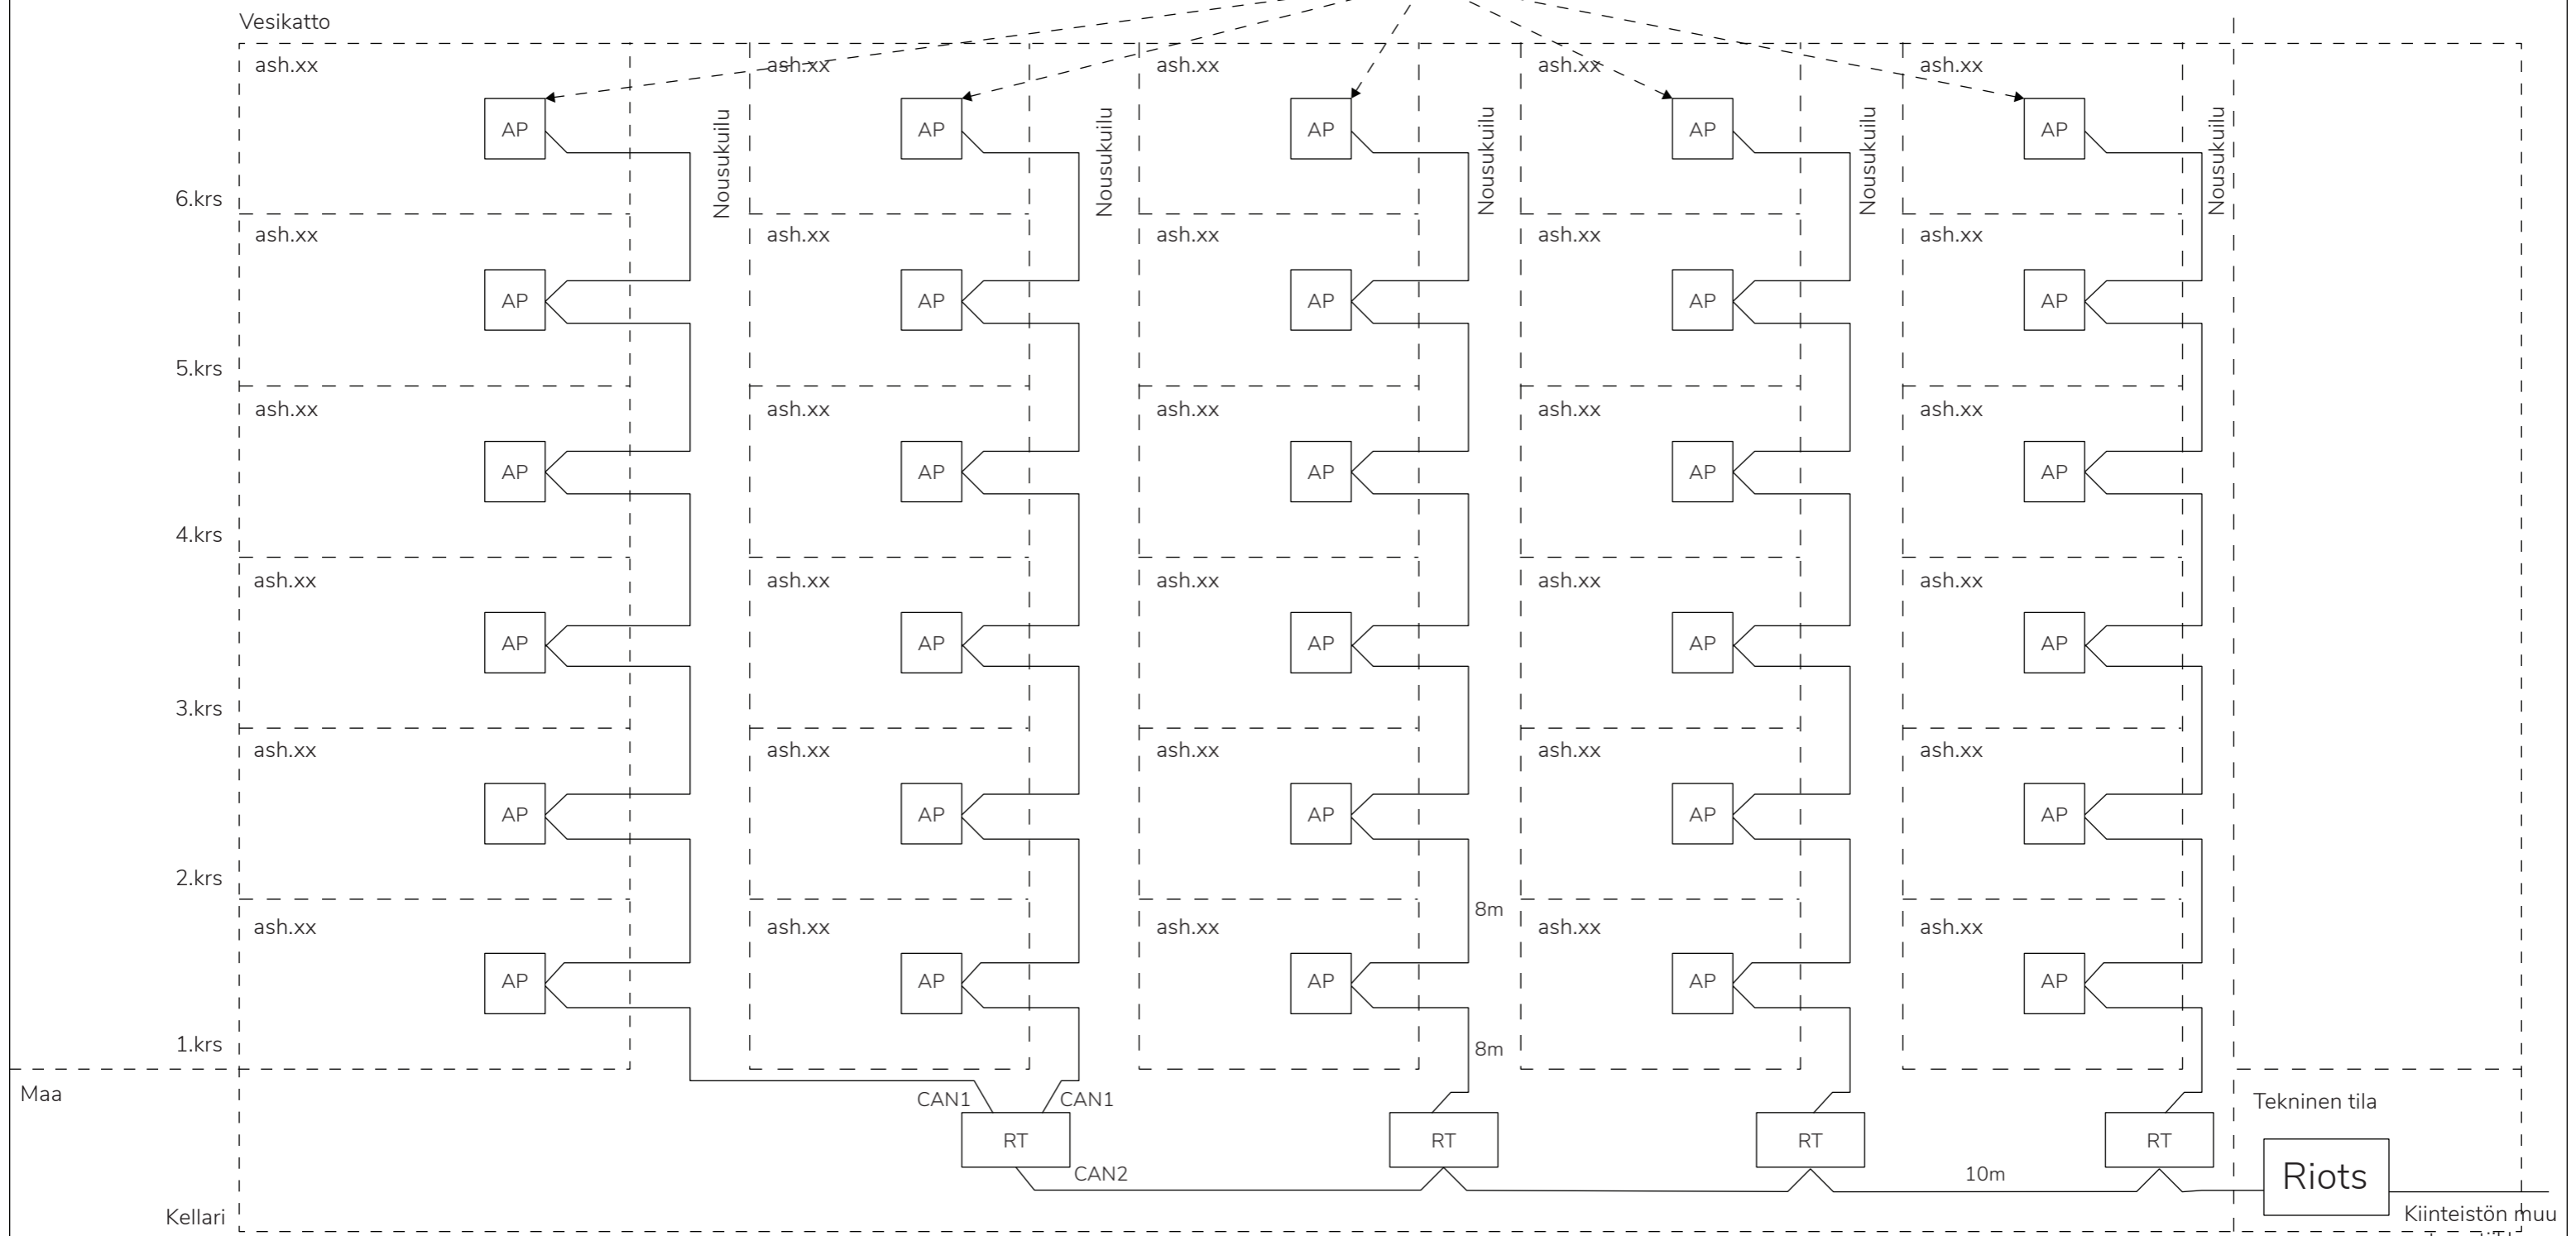 Vesikatto
ash.xx ash.xx ash.xx ash.xx ash.xx
AP AP AP AP AP
Nousukuilu Nousukuilu Nousukuilu Nousukuilu Nousukuilu
6.krs
ash.xx ash.xx ash.xx ash.xx ash.xx
AP AP AP AP AP
5.krs
ash.xx ash.xx ash.xx ash.xx ash.xx
AP AP AP AP AP
4.krs
ash.xx ash.xx ash.xx ash.xx ash.xx
AP AP AP AP AP
3.krs
ash.xx ash.xx ash.xx ash.xx ash.xx
AP AP AP AP AP
2.krs
8m
ash.xx ash.xx ash.xx ash.xx ash.xx
AP AP AP AP AP
1.krs
8m
Maa
CAN1 CAN1
Tekninen tila
RT RT RT RT
CAN2
10m
Riots
Kellari
Kiinteistön muu